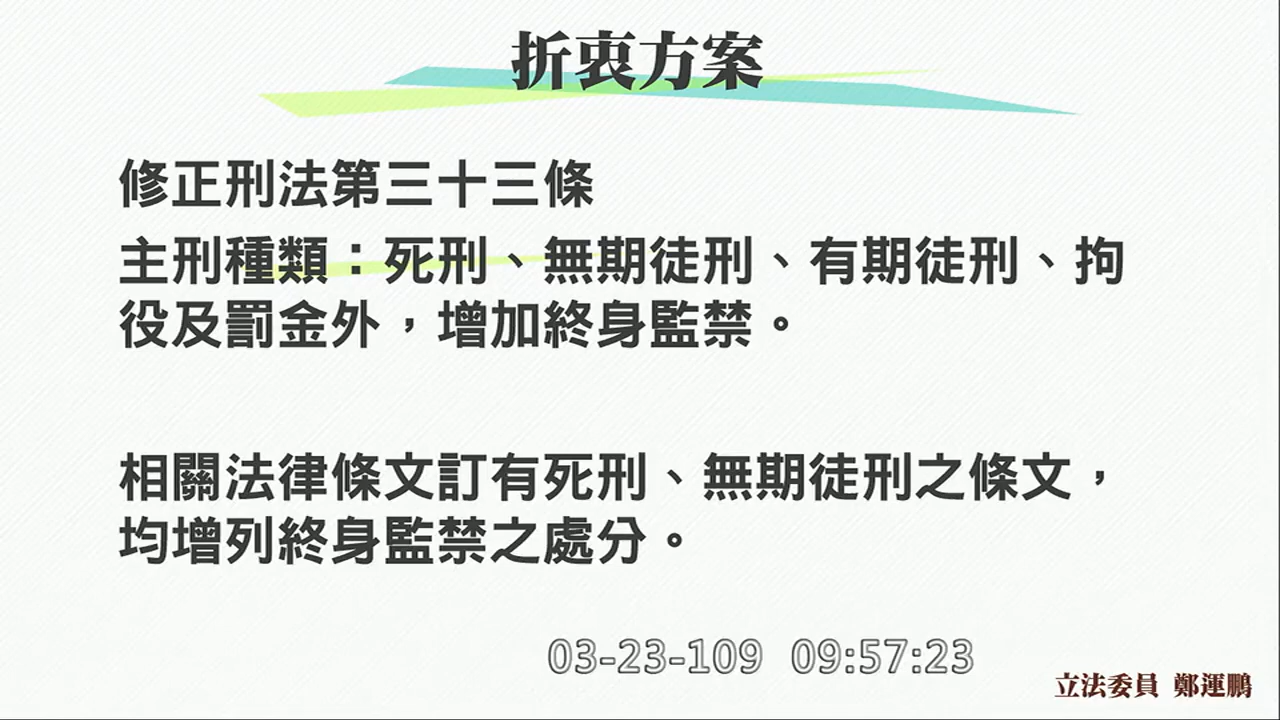 折衷方案
修正刑法第三十三條
主刑種類：死刑、無期徒刑、有期徒刑、拘
役及罰金外，增加終身監禁。
相關法律條文訂有死刑、無期徒刑之條文，
均增列終身監禁之處分。
03-23-109 09:57:23
立法委員 鄭運鵬